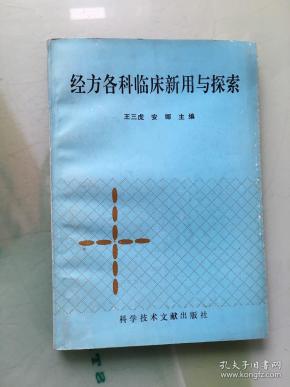 经方各科临床新用与探索
王三虎 安 娜 主编
科学技术文献出版社
孔夫子旧书网